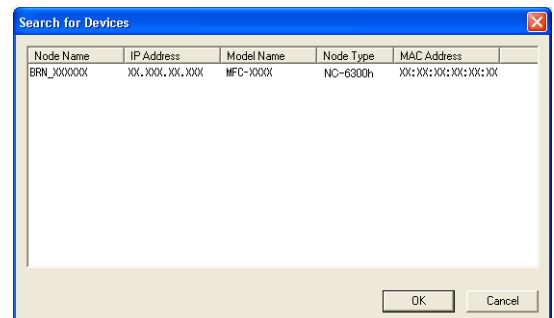 Search for Devices
Node Name IP Address Model Name Node Type MAC Address
BRN_XXXXXX XX.XXX.XX.XXX MFC-XXXX NC-6300h XX:XX:XX:XX:XX:XX
OK Cancel